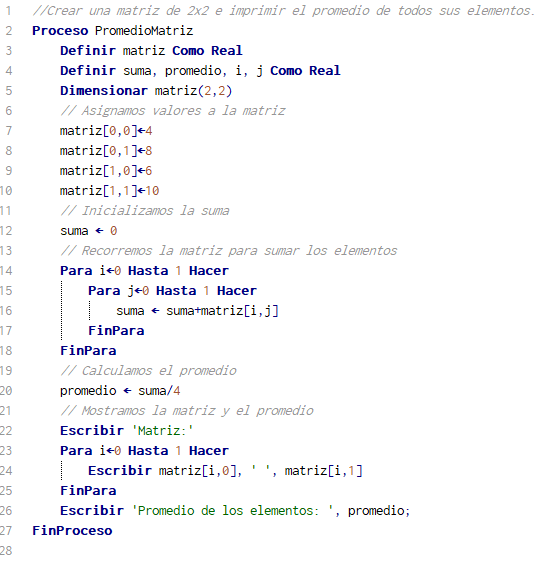 1 //Crear una matriz de 2x2 e imprimir el promedio de todos sus elementos.
2 Proceso PromedioMatriz
3 Definir matriz Como Real
4 Definir suma, promedio, i, j Como Real
5 Dimensionar matriz(2,2)
6 // Asignamos valores a la matriz
7 matriz[0,0]←4
8 matriz[0,1]←8
9 matriz[1,0]←6
10 matriz[1,1]←10
11 // Inicializamos la suma
12 suma ← 0
13 // Recorremos la matriz para sumar los elementos
14 Para i←0 Hasta 1 Hacer
15 Para j←0 Hasta 1 Hacer
16 suma ← suma+matriz[i,j]
17 FinPara
18 FinPara
19 // Calculamos el promedio
20 promedio ← suma/4
21 // Mostramos la matriz y el promedio
22 Escribir 'Matriz:'
23 Para i←0 Hasta 1 Hacer
24 Escribir matriz[i,0], ' ', matriz[i,1]
25 FinPara
26 Escribir 'Promedio de los elementos: ', promedio;
27 FinProceso
28